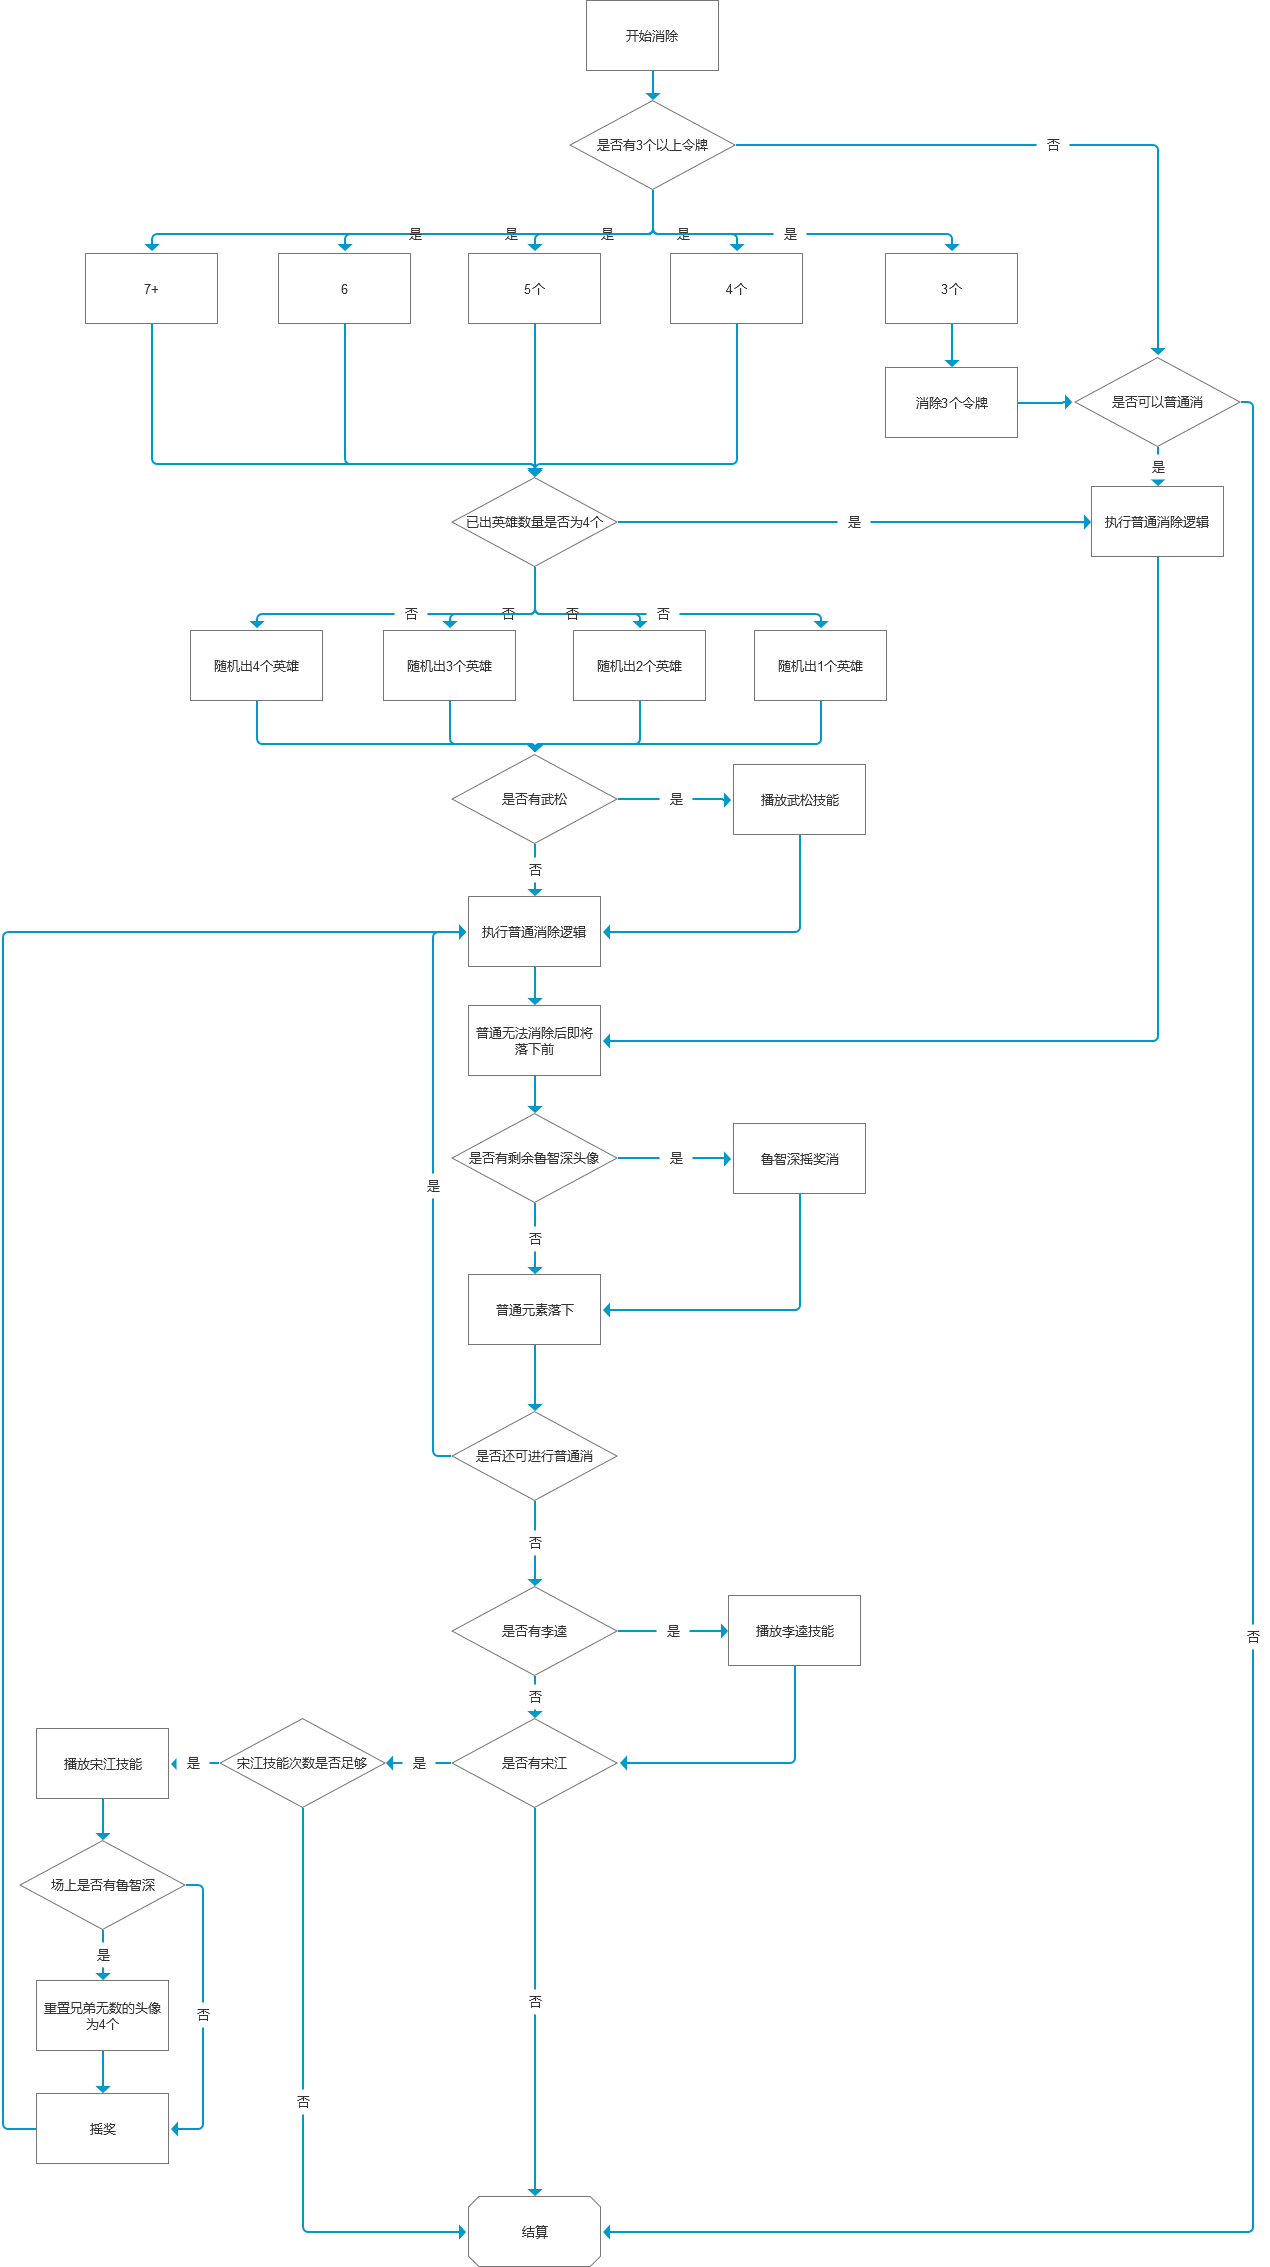 开始消除
是否有3个以上令牌
否
是
是
是
是
是
7+
6
5个
4个
3个
消除3个令牌
是否可以普通消
是
已出英雄数量是否为4个
是
执行普通消除逻辑
否
否
否
否
随机出4个英雄
随机出3个英雄
随机出2个英雄
随机出1个英雄
是否有武松
是
播放武松技能
否
执行普通消除逻辑
普通无法消除后即将
落下前
是否有剩余鲁智深头像
是
鲁智深摇奖消
是
否
普通元素落下
是否还可进行普通消
否
是否有李逵
是
播放李逵技能
否
否
播放宋江技能
是
宋江技能次数是否足够
是
是否有宋江
场上是否有鲁智深
是
重置兄弟无数的头像
为4个
否
否
否
摇奖
结算